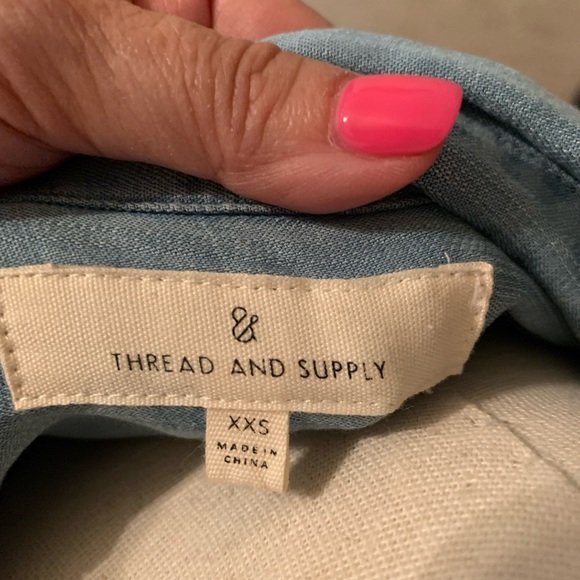 &
THREAD AND SUPPLY
XXS
MADE IN
CHINA